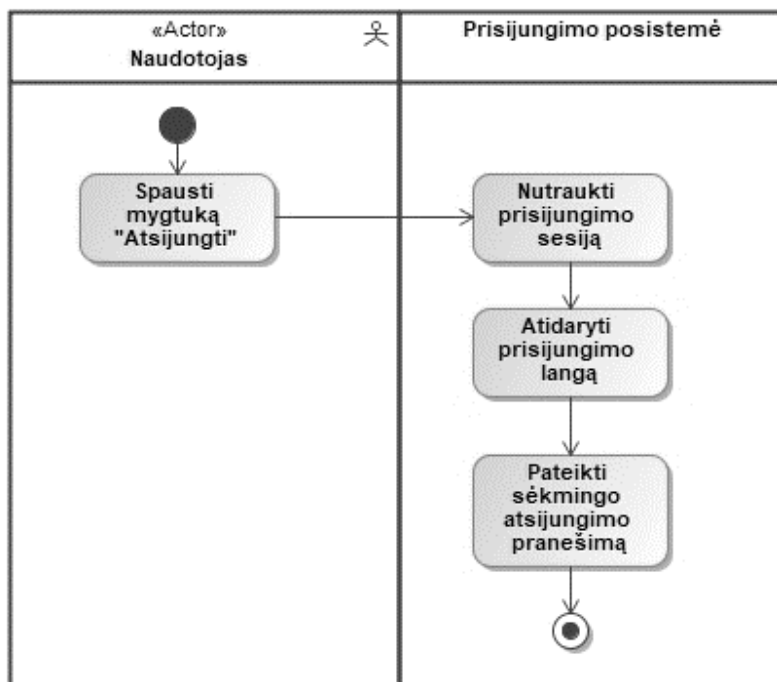 «Actor»
Naudotojas
Prisijungimo posistemė
Spausti
mygtuką
"Atsijungti"
Nutraukti
prisijungimo
sesiją
Atidaryti
prisijungimo
langą
Pateikti
sėkmingo
atsijungimo
pranešimą